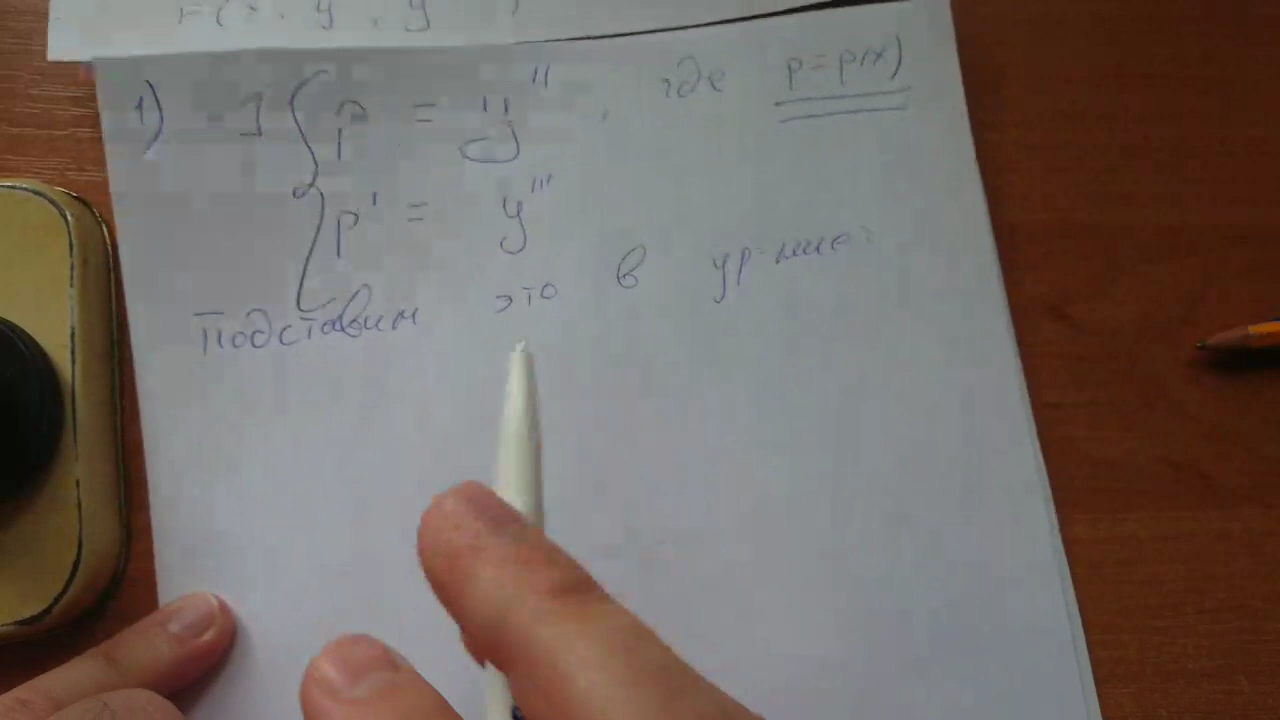 1) ] { p = y'' , где p=p(x)
p' = y'''
Подставим это в ур-ние: